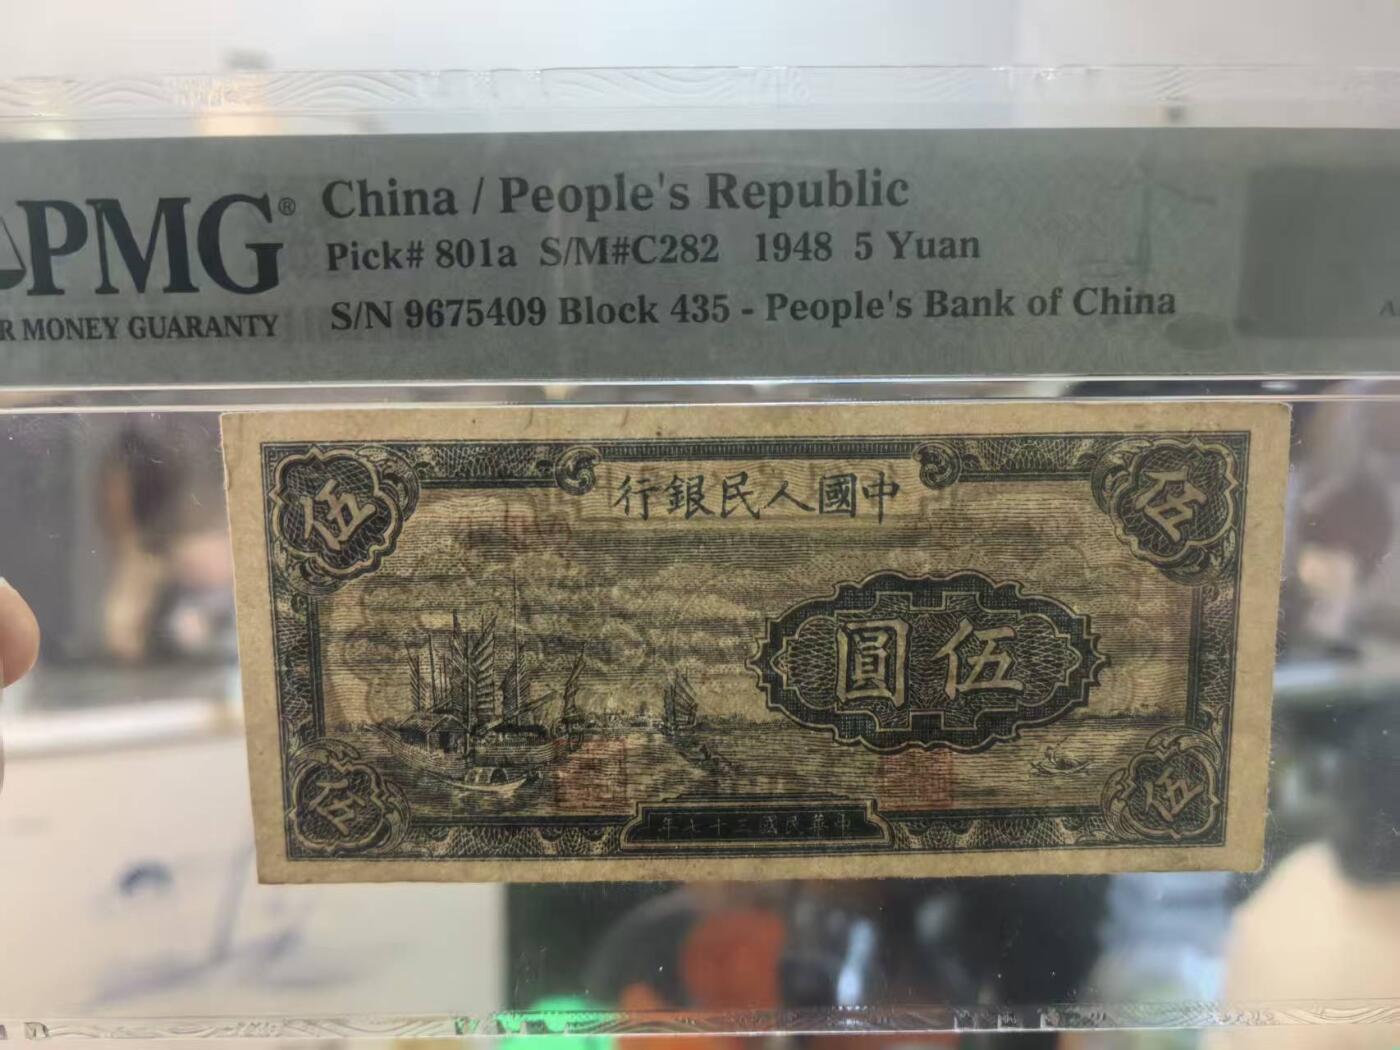 PMG®
R MONEY GUARANTY
China / People's Republic
Pick# 801a S/M#C282 1948 5 Yuan
S/N 9675409 Block 435 - People's Bank of China
中國人民銀行
伍
伍
伍圓
伍
伍
中華民國三十七年